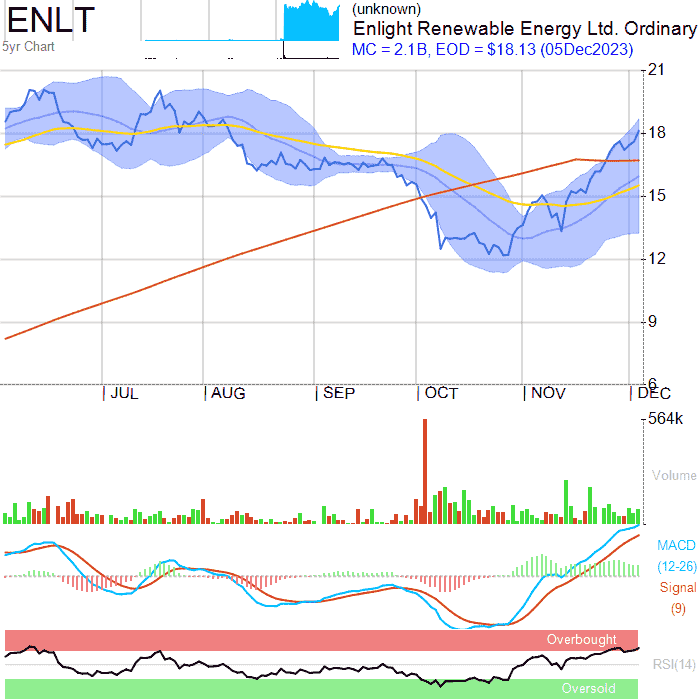 ENLT
(unknown)
Enlight Renewable Energy Ltd. Ordinary
5yr Chart
MC = 2.1B, EOD = $18.13 (05Dec2023)
21
18
15
12
9
6
JUL
AUG
SEP
OCT
NOV
DEC
564k
Volume
MACD
(12-26)
Signal
(9)
Overbought
RSI(14)
Oversold